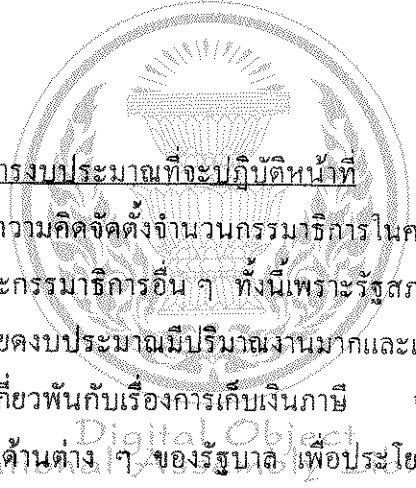 ารงบประมาณที่จะปฏิบัติหน้าที่
าวามคิดจัดตั้งจำนวนกรรมาธิการในค
ะกรรมาธิการอื่น ๆ ทั้งนี้เพราะรัฐสภ
ยดงบประมาณมีปริมาณงานมากและเ
กี่ยวพันกับเรื่องการเก็บเงินภาษี
Digital Object
ด้านต่าง ๆ ของรัฐบาล เพื่อประโย